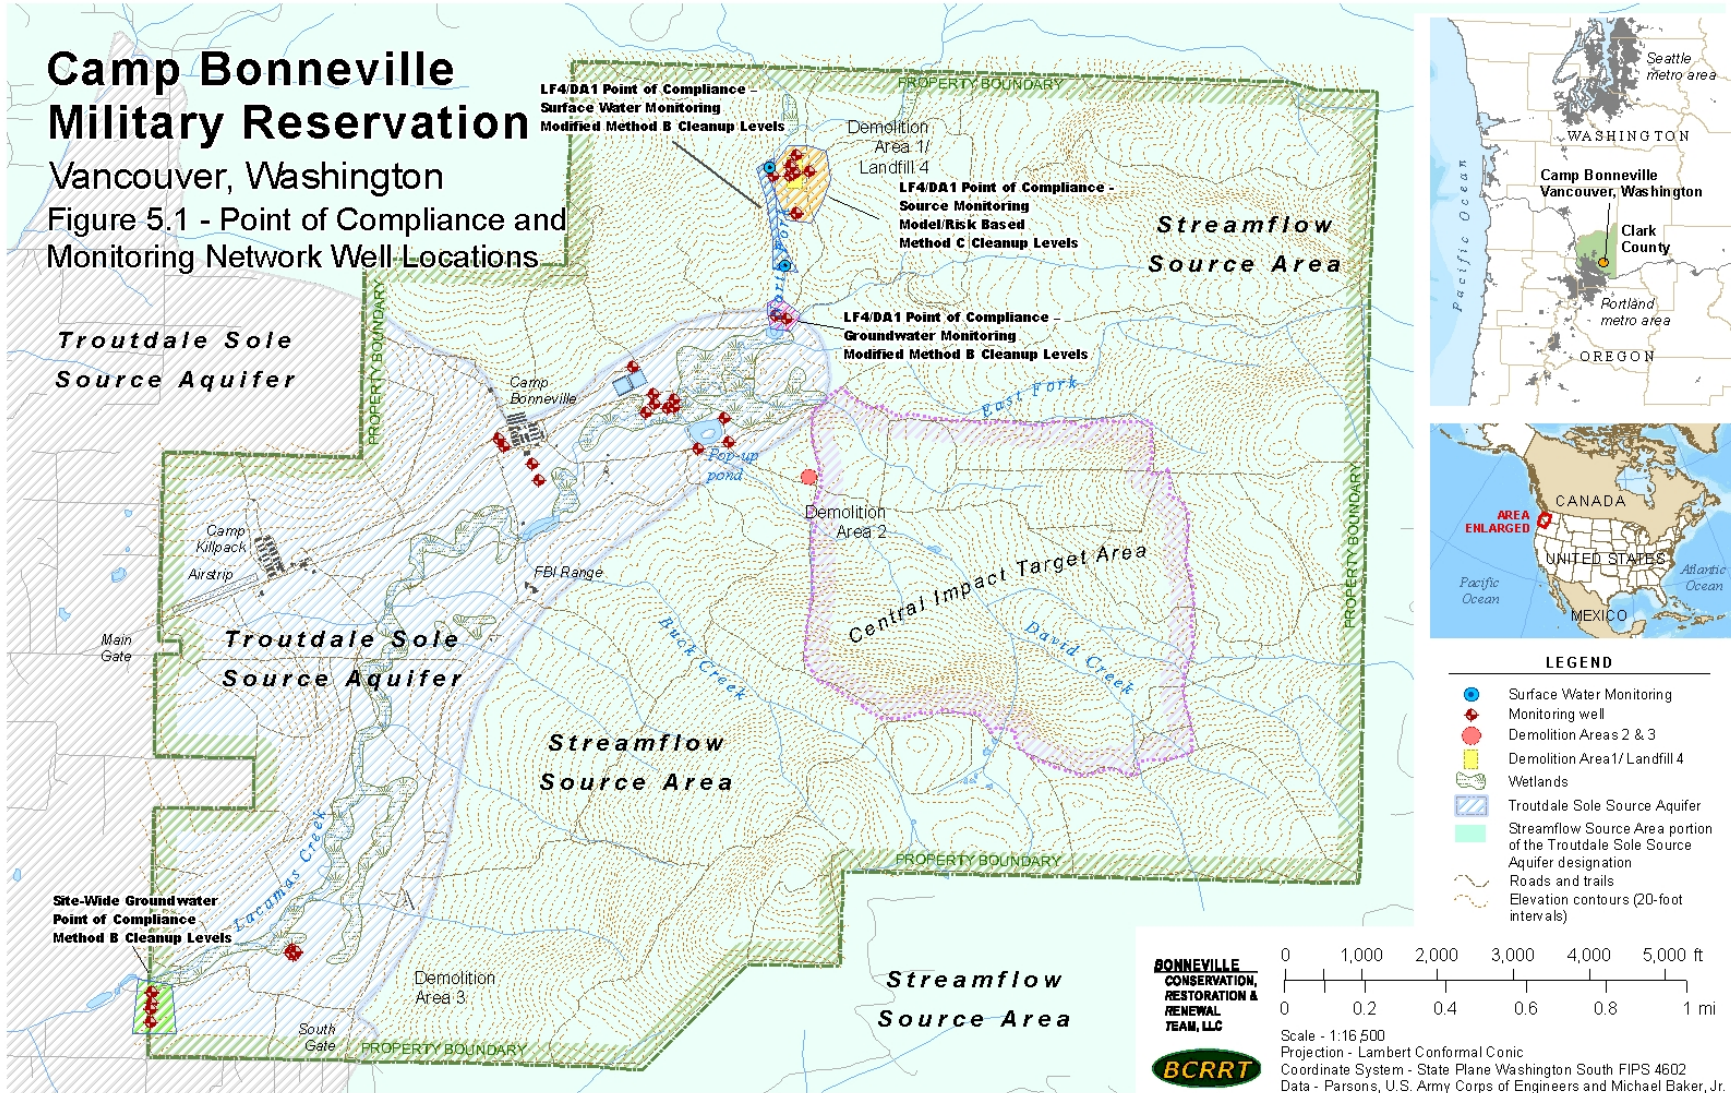 Camp Bonneville
Military Reservation
Vancouver, Washington
Figure 5.1 - Point of Compliance and
Monitoring Network Well Locations
LF4/DA1 Point of Compliance –
Surface Water Monitoring
Modified Method B Cleanup Levels
PROPERTY BOUNDARY
Demolition
Area 1/
Landfill 4
LF4/DA1 Point of Compliance -
Source Monitoring
Model/Risk Based
Method C Cleanup Levels
Streamflow
Source Area
LF4/DA1 Point of Compliance –
Groundwater Monitoring
Modified Method B Cleanup Levels
Troutdale Sole
Source Aquifer
PROPERTY BOUNDARY
Camp
Bonneville
East Fork
Pop-up
pond
Demolition
Area 2
Central Impact Target Area
PROPERTY BOUNDARY
Camp
Killpack
Airstrip
FBI Range
Main
Gate
Troutdale Sole
Source Aquifer
Buck Creek
David Creek
Streamflow
Source Area
Lacamas Creek
PROPERTY BOUNDARY
Site-Wide Groundwater
Point of Compliance
Method B Cleanup Levels
Demolition
Area 3
South
Gate
PROPERTY BOUNDARY
Streamflow
Source Area
Seattle
metro area
WASHINGTON
Camp Bonneville
Vancouver, Washington
Clark
County
Pacific Ocean
Portland
metro area
OREGON
CANADA
AREA
ENLARGED
UNITED STATES
Pacific
Ocean
Atlantic
Ocean
MEXICO
LEGEND
Surface Water Monitoring
Monitoring well
Demolition Areas 2 & 3
Demolition Area1/ Landfill 4
Wetlands
Troutdale Sole Source Aquifer
Streamflow Source Area portion
of the Troutdale Sole Source
Aquifer designation
Roads and trails
Elevation contours (20-foot
intervals)
BONNEVILLE
CONSERVATION,
RESTORATION &
RENEWAL
TEAM, LLC
BCRRT
0 1,000 2,000 3,000 4,000 5,000 ft
0 0.2 0.4 0.6 0.8 1 mi
Scale - 1:16,500
Projection - Lambert Conformal Conic
Coordinate System - State Plane Washington South FIPS 4602
Data - Parsons, U.S. Army Corps of Engineers and Michael Baker, Jr.